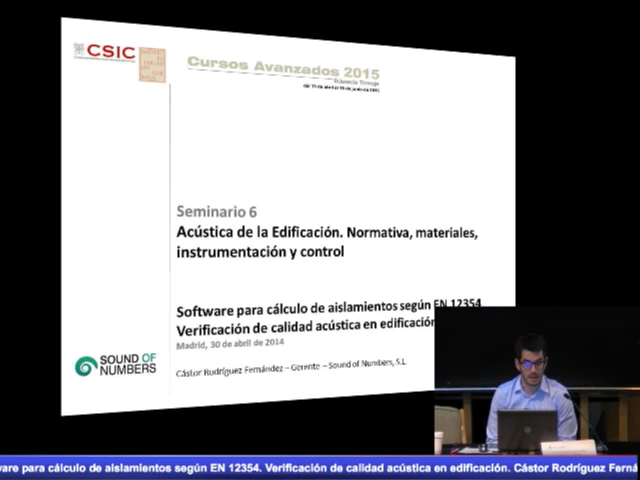 CSIC
Cursos Avanzados 2015
Eduardo Torroja
Seminario 6
Acústica de la Edificación. Normativa, materiales,
instrumentación y control
Software para cálculo de aislamientos según EN 12354
Verificación de calidad acústica en edificación
Madrid, 30 de abril de 2014
SOUND OF
NUMBERS
Cástor Rodríguez Fernández – Gerente – Sound of Numbers, S.L
ware para cálculo de aislamientos según EN 12354. Verificación de calidad acústica en edificación. Cástor Rodríguez Ferná